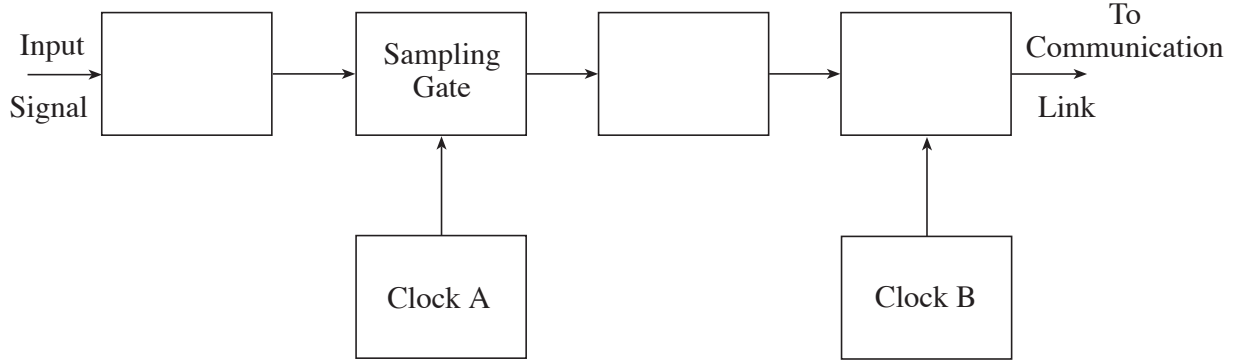 Input
Signal
Sampling
Gate
To
Communication
Link
Clock A
Clock B